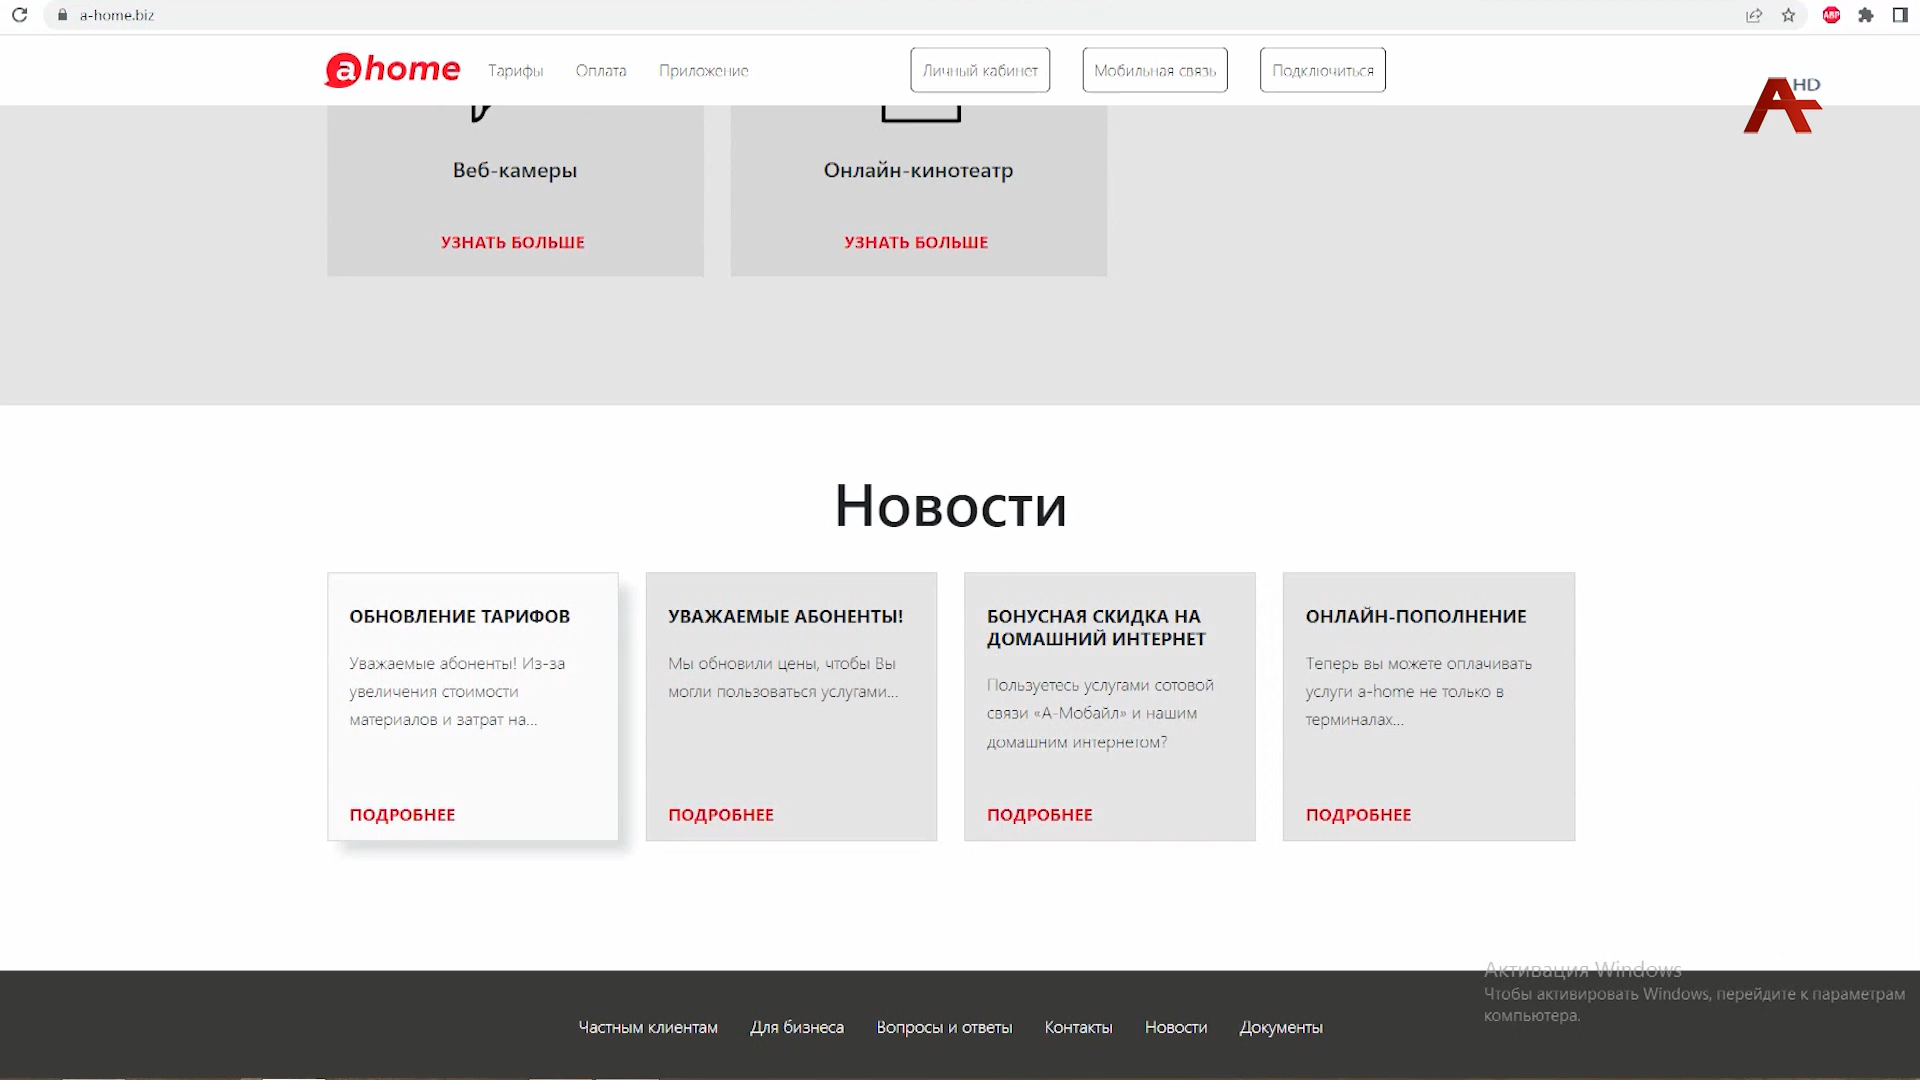 a-home.biz
ahome
Тарифы
Оплата
Приложение
Личный кабинет
Мобильная связь
Подключиться
ABP
HD
Веб-камеры
Онлайн-кинотеатр
УЗНАТЬ БОЛЬШЕ
УЗНАТЬ БОЛЬШЕ
Новости
ОБНОВЛЕНИЕ ТАРИФОВ
Уважаемые абоненты! Из-за
увеличения стоимости
материалов и затрат на...
ПОДРОБНЕЕ
УВАЖАЕМЫЕ АБОНЕНТЫ!
Мы обновили цены, чтобы Вы
могли пользоваться услугами...
ПОДРОБНЕЕ
БОНУСНАЯ СКИДКА НА
ДОМАШНИЙ ИНТЕРНЕТ
Пользуетесь услугами сотовой
связи «А-Мобайл» и нашим
домашним интернетом?
ПОДРОБНЕЕ
ОНЛАЙН-ПОПОЛНЕНИЕ
Теперь вы можете оплачивать
услуги a-home не только в
терминалах...
ПОДРОБНЕЕ
Активация Windows
Чтобы активировать Windows, перейдите к параметрам
компьютера.
Частным клиентам
Для бизнеса
Вопросы и ответы
Контакты
Новости
Документы